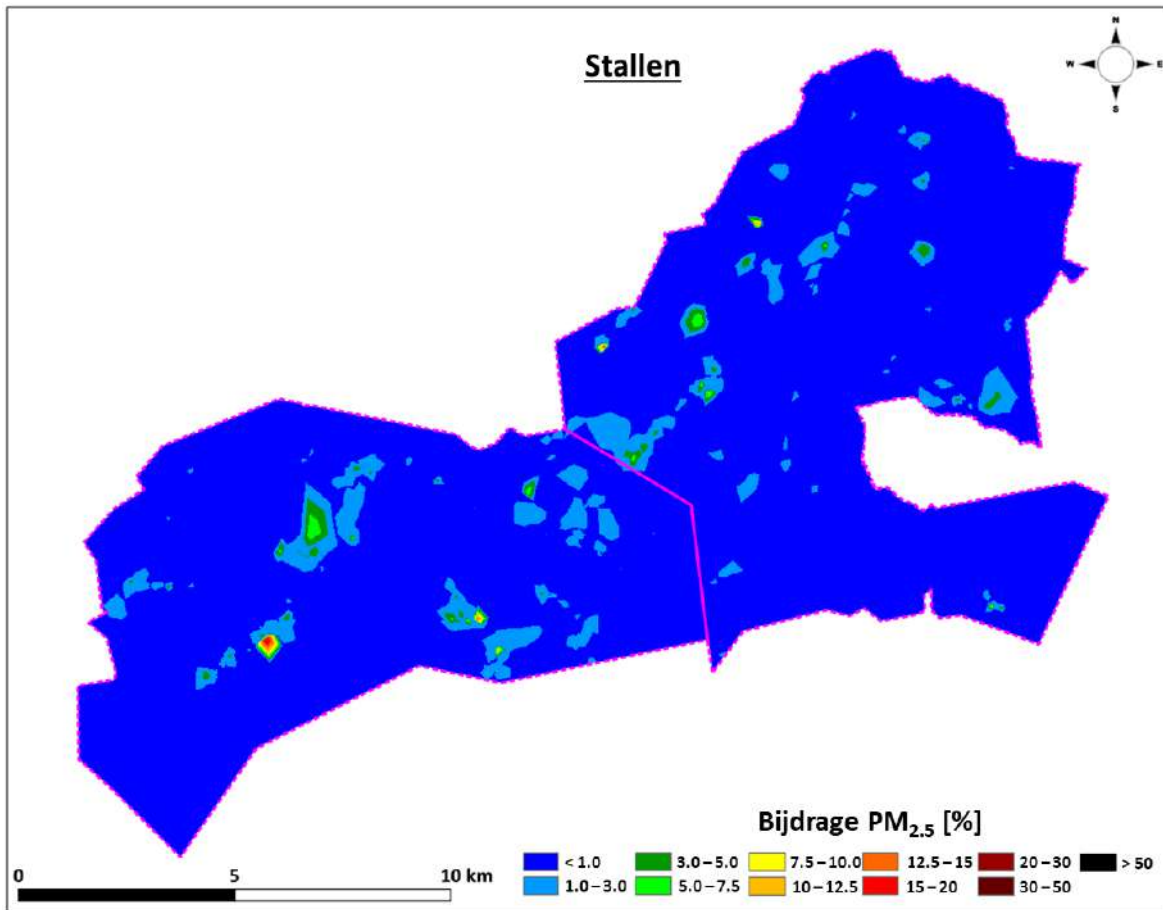 Stallen
N
W E
S
Bijdrage PM2.5 [%]
< 1.0 3.0 – 5.0 7.5 – 10.0 12.5 – 15 20 – 30 > 50
1.0 – 3.0 5.0 – 7.5 10 – 12.5 15 – 20 30 – 50
0 5 10 km